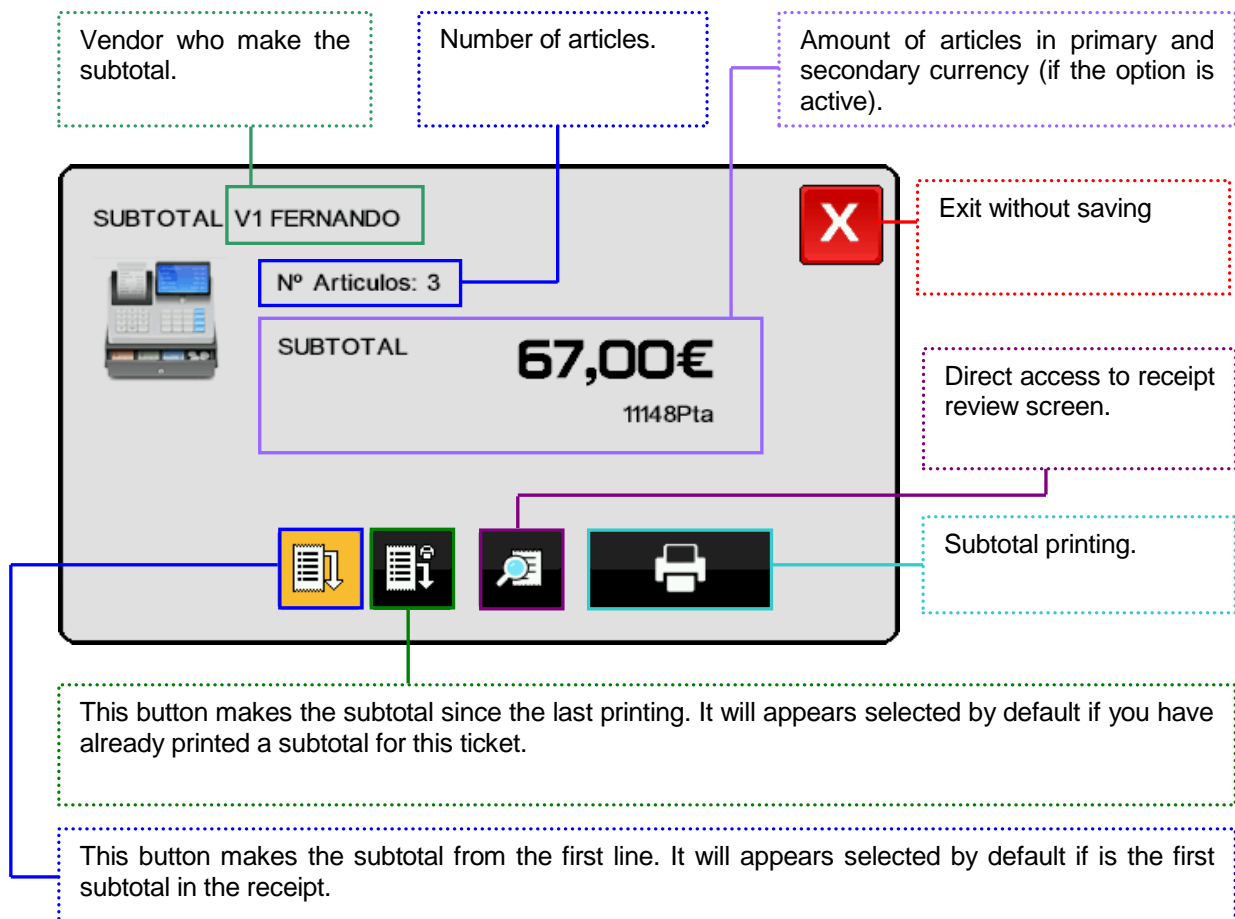 Vendor who make the
subtotal.
Number of articles.
Amount of articles in primary and
secondary currency (if the option is
active).
SUBTOTAL V1 FERNANDO
X
Exit without saving
Nº Articulos: 3
SUBTOTAL
67,00€
11148Pta
Direct access to receipt
review screen.
Subtotal printing.
This button makes the subtotal since the last printing. It will appears selected by default if you have
already printed a subtotal for this ticket.
This button makes the subtotal from the first line. It will appears selected by default if is the first
subtotal in the receipt.